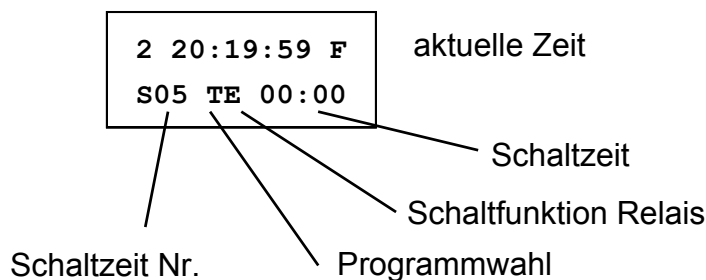 2 20:19:59 F aktuelle Zeit
S05 TE 00:00
Schaltzeit
Schaltfunktion Relais
Schaltzeit Nr. Programmwahl